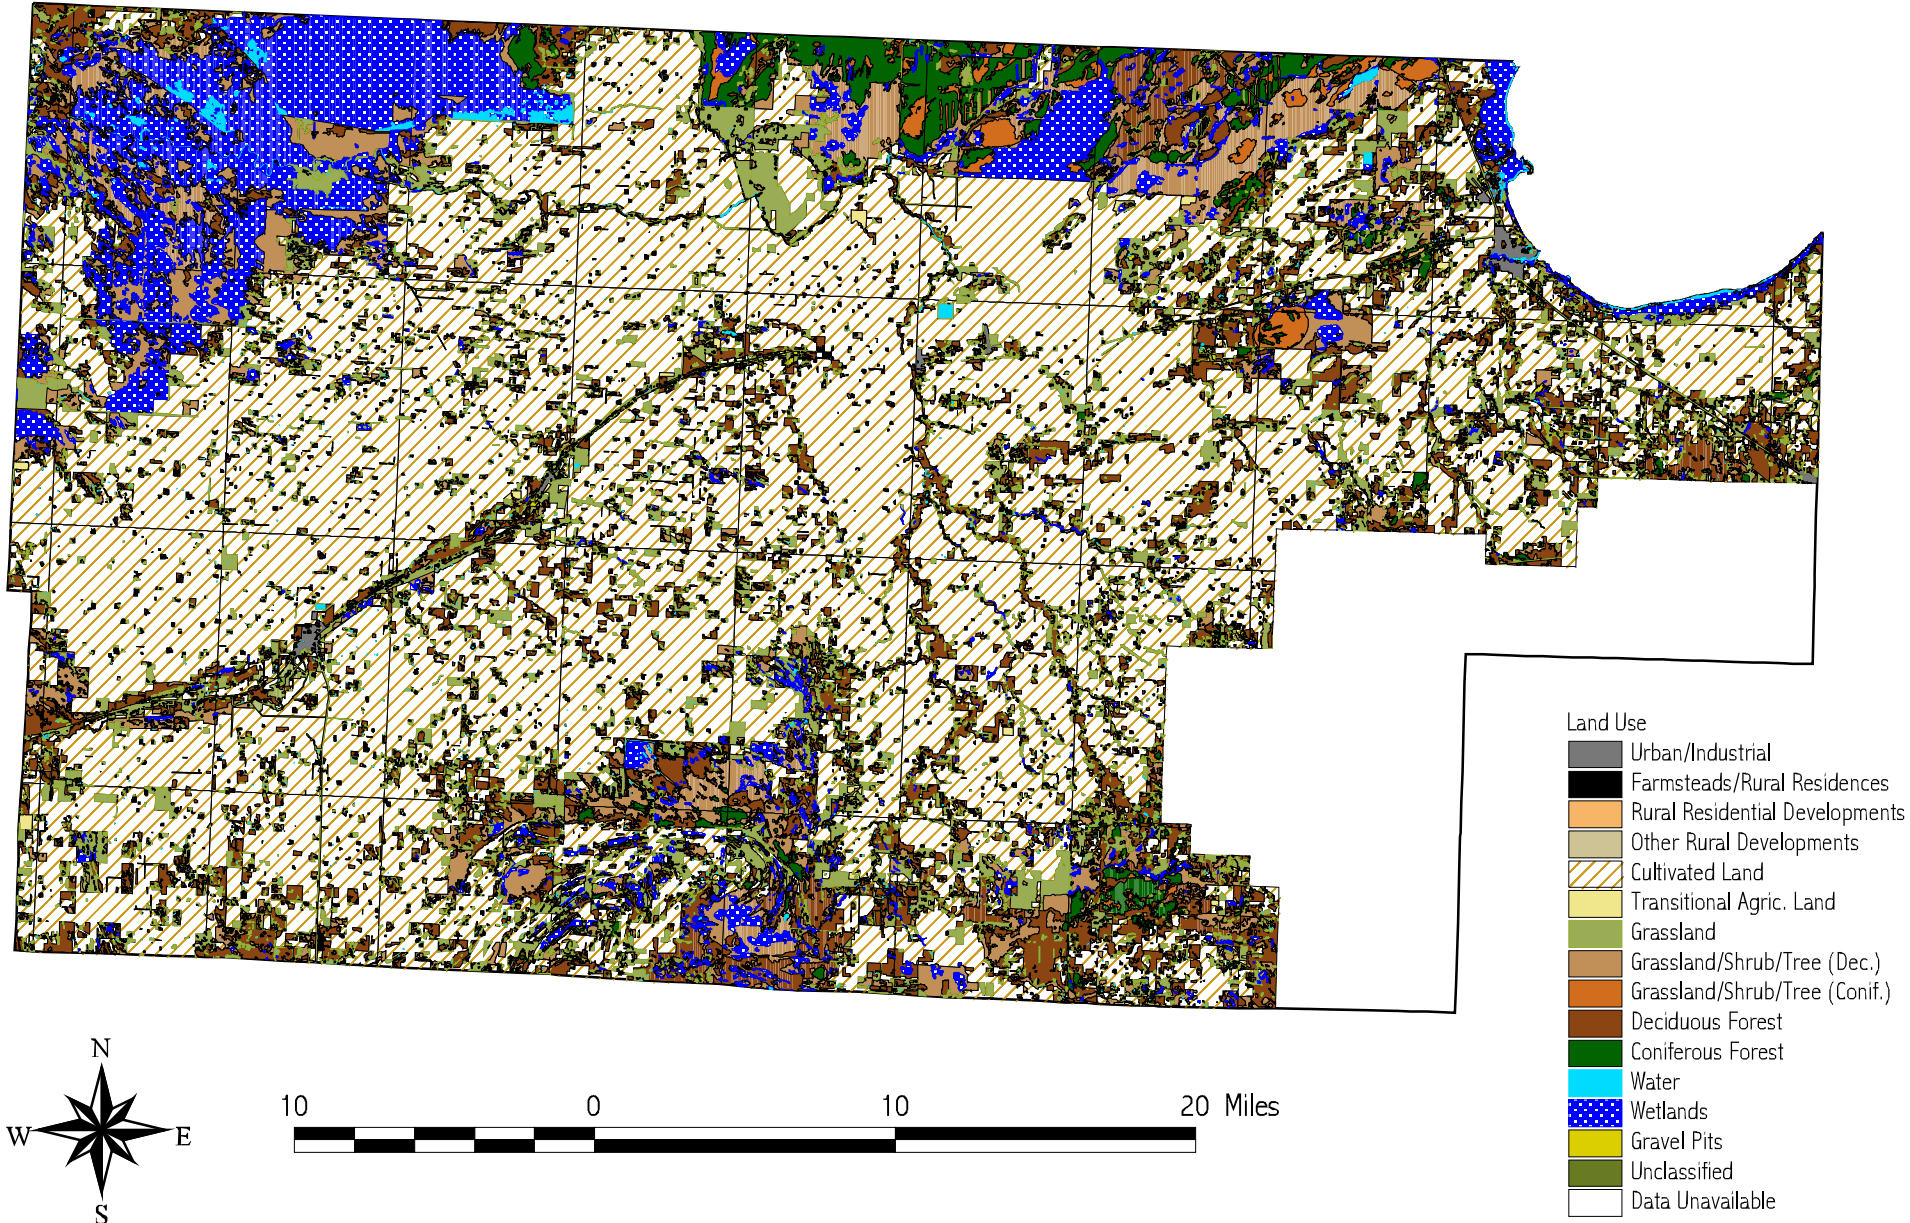 Land Use
Urban/Industrial
Farmsteads/Rural Residences
Rural Residential Developments
Other Rural Developments
Cultivated Land
Transitional Agric. Land
Grassland
Grassland/Shrub/Tree (Dec.)
Grassland/Shrub/Tree (Conif.)
Deciduous Forest
Coniferous Forest
Water
Wetlands
Gravel Pits
Unclassified
Data Unavailable
N
W E
S
10 0 10 20 Miles